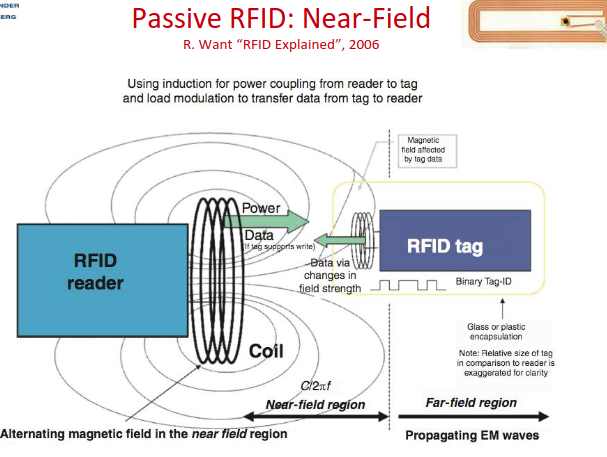 NDER
ERG
Passive RFID: Near-Field
R. Want “RFID Explained”, 2006
Using induction for power coupling from reader to tag
and load modulation to transfer data from tag to reader
Magnetic
field affected
by tag data
Power
Data
(If tag supports write)
RFID
reader
RFID tag
Data via
changes in
field strength
Binary Tag-ID
Glass or plastic
encapsulation
Note: Relative size of tag
in comparison to reader is
exaggerated for clarity
Coil
C/2πf
Near-field region
Far-field region
Alternating magnetic field in the near field region
Propagating EM waves